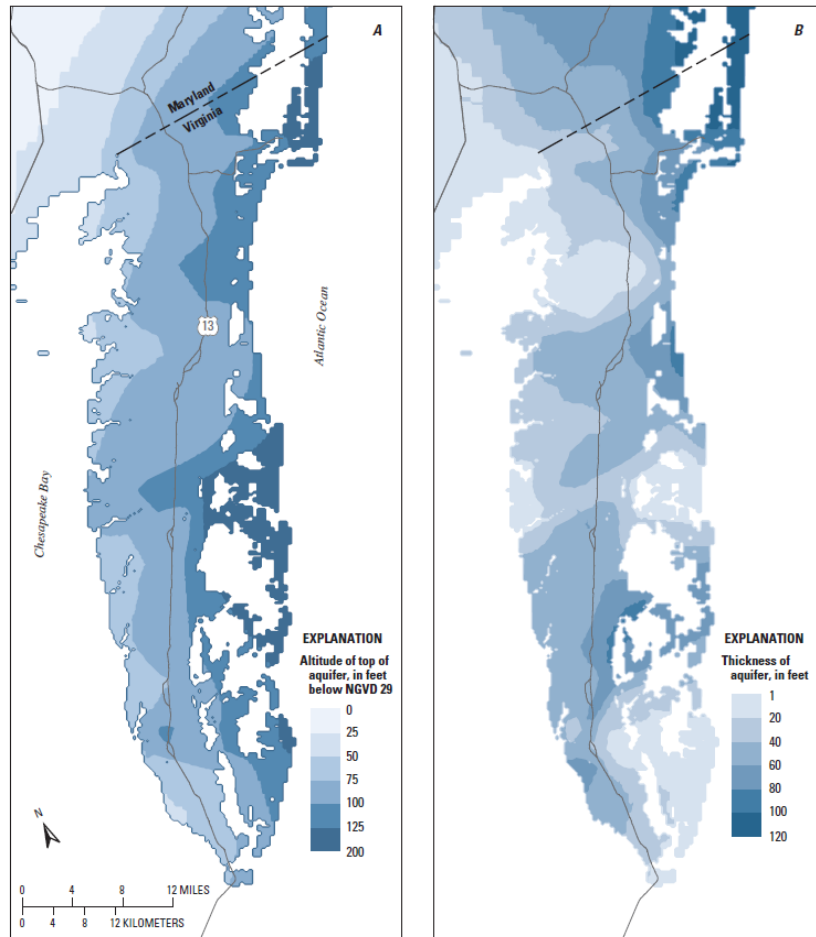 A
Maryland
Virginia
13
Atlantic Ocean
Chesapeake Bay
EXPLANATION
Altitude of top of
aquifer, in feet
below NGVD 29
0
25
50
75
100
125
200
N
0 4 8 12 MILES
0 4 8 12 KILOMETERS
B
Maryland
Virginia
EXPLANATION
Thickness of
aquifer, in feet
1
20
40
60
80
100
120